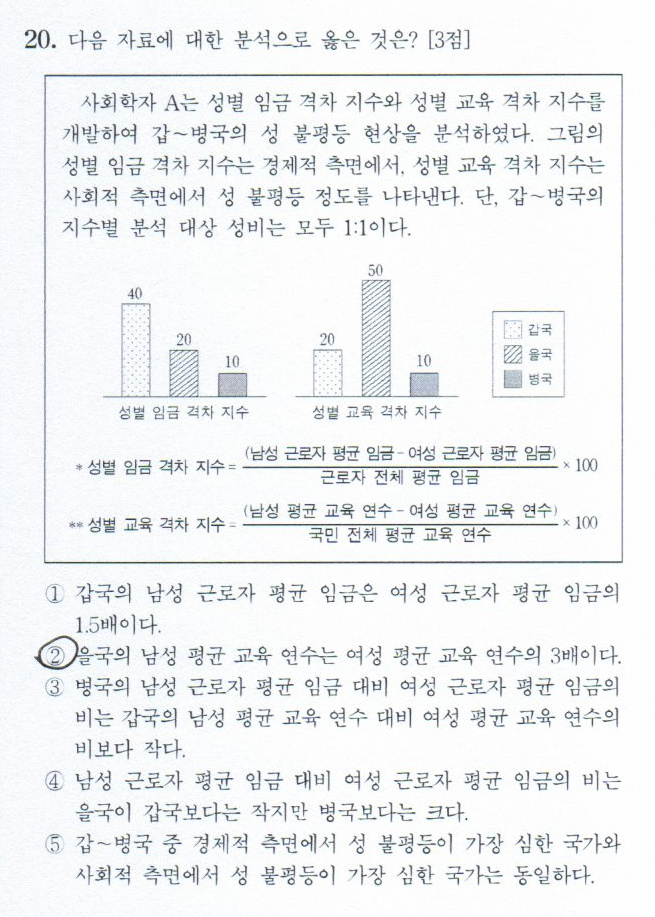 20. 다음 자료에 대한 분석으로 옳은 것은? [3점]
사회학자 A는 성별 임금 격차 지수와 성별 교육 격차 지수를
개발하여 갑~병국의 성 불평등 현상을 분석하였다. 그림의
성별 임금 격차 지수는 경제적 측면에서, 성별 교육 격차 지수는
사회적 측면에서 성 불평등 정도를 나타낸다. 단, 갑~병국의
지수별 분석 대상 성비는 모두 1:1이다.
40 20 10
20 50 10
갑국
을국
병국
성별 임금 격차 지수 성별 교육 격차 지수
* 성별 임금 격차 지수 = (남성 근로자 평균 임금 - 여성 근로자 평균 임금) × 100
근로자 전체 평균 임금
** 성별 교육 격차 지수 = (남성 평균 교육 연수 - 여성 평균 교육 연수) × 100
국민 전체 평균 교육 연수
① 갑국의 남성 근로자 평균 임금은 여성 근로자 평균 임금의
1.5배이다.
② 을국의 남성 평균 교육 연수는 여성 평균 교육 연수의 3배이다.
③ 병국의 남성 근로자 평균 임금 대비 여성 근로자 평균 임금의
비는 갑국의 남성 평균 교육 연수 대비 여성 평균 교육 연수의
비보다 작다.
④ 남성 근로자 평균 임금 대비 여성 근로자 평균 임금의 비는
을국이 갑국보다는 작지만 병국보다는 크다.
⑤ 갑~병국 중 경제적 측면에서 성 불평등이 가장 심한 국가와
사회적 측면에서 성 불평등이 가장 심한 국가는 동일하다.